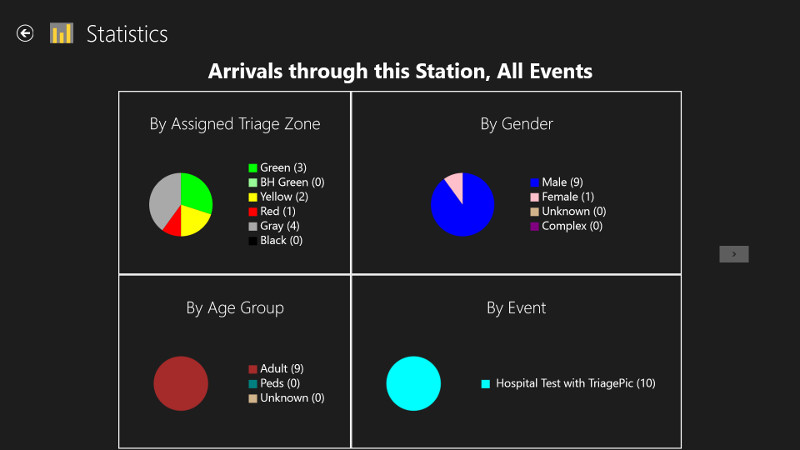 Statistics
Arrivals through this Station, All Events
By Assigned Triage Zone
Green (3)
BH Green (0)
Yellow (2)
Red (1)
Gray (4)
Black (0)
By Gender
Male (9)
Female (1)
Unknown (0)
Complex (0)
By Age Group
Adult (9)
Peds (0)
Unknown (0)
By Event
Hospital Test with TriagePic (10)